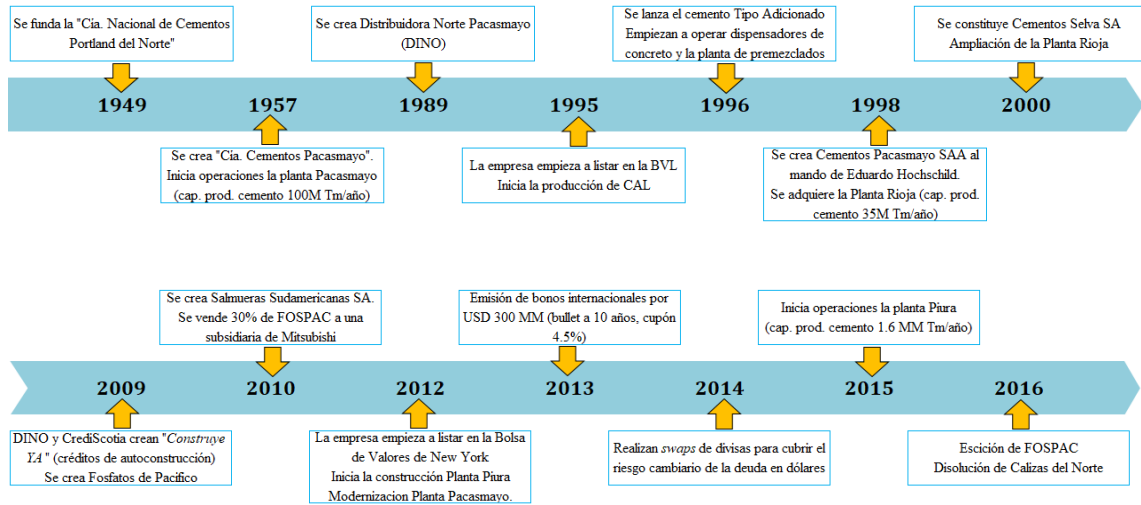 Se funda la "Cia. Nacional de Cementos
Portland del Norte"
Se crea Distribuidora Norte Pacasmayo
(DINO)
Se lanza el cemento Tipo Adicionado
Empiezan a operar dispensadores de
concreto y la planta de premezclados
Se constituye Cementos Selva SA
Ampliación de la Planta Rioja
1949
1957
1989
1995
1996
1998
2000
Se crea "Cia. Cementos Pacasmayo".
Inicia operaciones la planta Pacasmayo
(cap. prod. cemento 100M Tm/año)
La empresa empieza a listar en la BVL
Inicia la producción de CAL
Se crea Cementos Pacasmayo SAA al
mando de Eduardo Hochschild.
Se adquiere la Planta Rioja (cap. prod.
cemento 35M Tm/año)
Se crea Salmueras Sudamericanas SA.
Se vende 30% de FOSPAC a una
subsidiaria de Mitsubishi
Emisión de bonos internacionales por
USD 300 MM (bullet a 10 años, cupón
4.5%)
Inicia operaciones la planta Piura
(cap. prod. cemento 1.6 MM Tm/año)
2009
2010
2012
2013
2014
2015
2016
DINO y CrediScotia crean "Construye
YA" (créditos de autoconstrucción)
Se crea Fosfatos de Pacifico
La empresa empieza a listar en la Bolsa
de Valores de New York
Inicia la construcción Planta Piura
Modernizacion Planta Pacasmayo.
Realizan swaps de divisas para cubrir el
riesgo cambiario de la deuda en dólares
Escición de FOSPAC
Disolución de Calizas del Norte